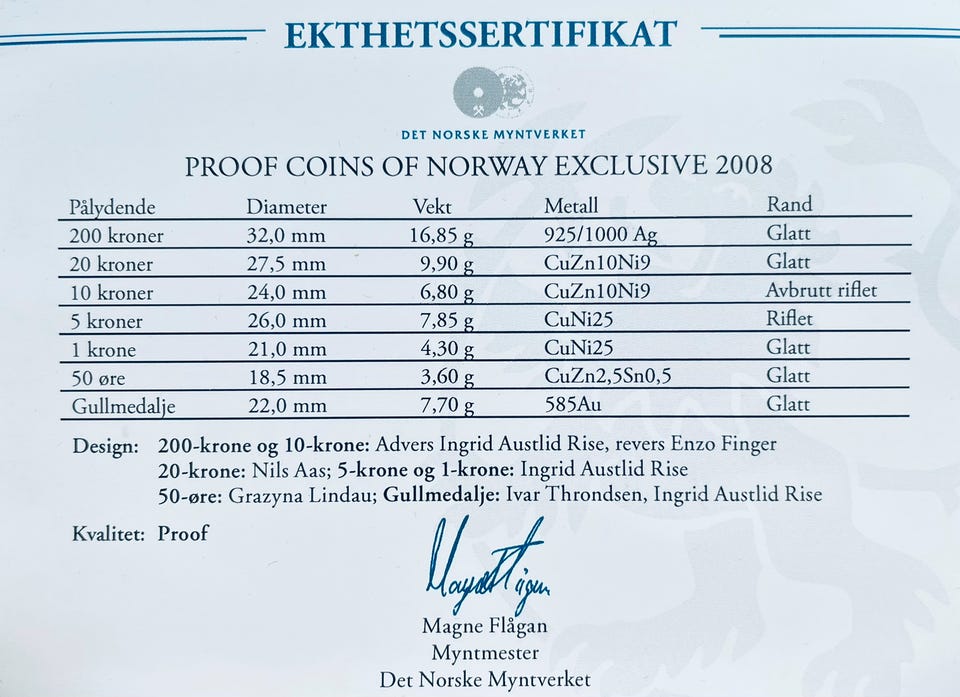 EKTHETSSERTIFIKAT
DET NORSKE MYNTVERKET
PROOF COINS OF NORWAY EXCLUSIVE 2008
Pålydende Diameter Vekt Metall Rand
200 kroner 32,0 mm 16,85 g 925/1000 Ag Glatt
20 kroner 27,5 mm 9,90 g CuZn10Ni9 Glatt
10 kroner 24,0 mm 6,80 g CuZn10Ni9 Avbrutt riflet
5 kroner 26,0 mm 7,85 g CuNi25 Riflet
1 krone 21,0 mm 4,30 g CuNi25 Glatt
50 øre 18,5 mm 3,60 g CuZn2,5Sn0,5 Glatt
Gullmedalje 22,0 mm 7,70 g 585Au Glatt
Design: 200-krone og 10-krone: Advers Ingrid Austlid Rise, revers Enzo Finger
20-krone: Nils Aas; 5-krone og 1-krone: Ingrid Austlid Rise
50-øre: Grazyna Lindau; Gullmedalje: Ivar Throndsen, Ingrid Austlid Rise
Kvalitet: Proof
Magne Flågan
Magne Flågan
Myntmester
Det Norske Myntverket